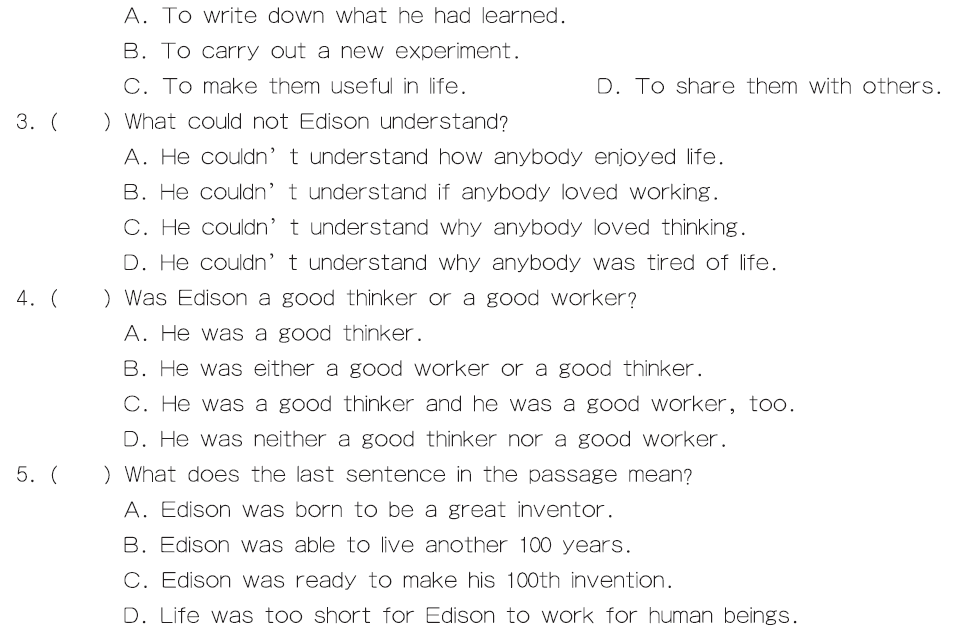 A. To write down what he had learned.
B. To carry out a new experiment.
C. To make them useful in life. D. To share them with others.
3. ( ) What could not Edison understand?
A. He couldn’t understand how anybody enjoyed life.
B. He couldn’t understand if anybody loved working.
C. He couldn’t understand why anybody loved thinking.
D. He couldn’t understand why anybody was tired of life.
4. ( ) Was Edison a good thinker or a good worker?
A. He was a good thinker.
B. He was either a good worker or a good thinker.
C. He was a good thinker and he was a good worker, too.
D. He was neither a good thinker nor a good worker.
5. ( ) What does the last sentence in the passage mean?
A. Edison was born to be a great inventor.
B. Edison was able to live another 100 years.
C. Edison was ready to make his 100th invention.
D. Life was too short for Edison to work for human beings.